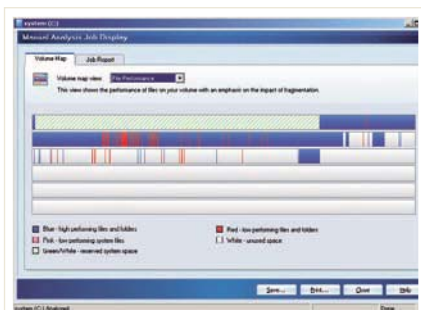 system (C:)
Manual Analysis Job Display
Volume Map Job Report
Volume map view: File Performance
This view shows the performance of files on your volume with an emphasis on the impact of fragmentation.
Blue - high performing files and folders Red - low performing files and folders
Pink - low performing system files White - unused space
Green/White - reserved system space
Save... Print... Close Help
system (C:) Analyzed Done